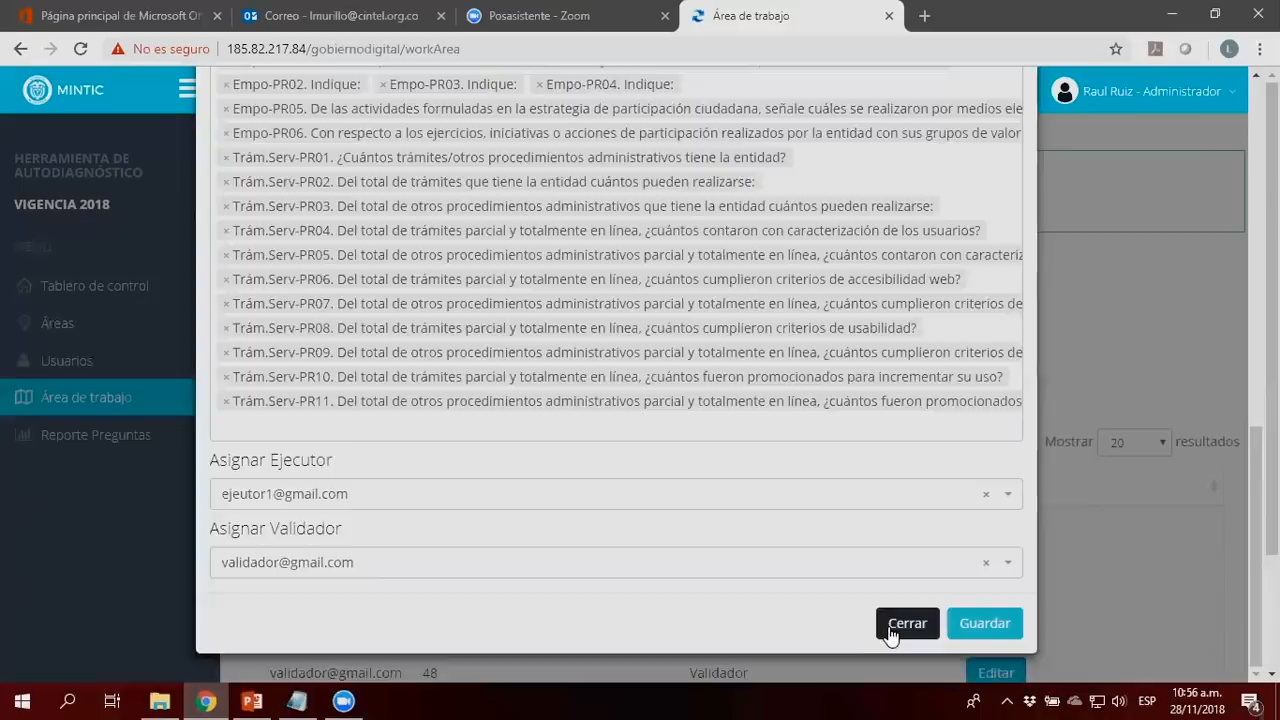 Página principal de Microsoft Of
Correo - lmurillo@cintel.org.co
Posasistente - Zoom
Área de trabajo
No es seguro
185.82.217.84/gobiernodigital/workArea
L
MINTIC
Raul Ruiz - Administrador
HERRAMIENTA DE
AUTODIAGNÓSTICO
VIGENCIA 2018
Tablero de control
Áreas
Usuarios
Área de trabajo
Reporte Preguntas
× Empo-PR02. Indique: × Empo-PR03. Indique: × Empo-PR04. Indique:
× Empo-PR05. De las actividades formuladas en la estrategia de participación ciudadana, señale cuáles se realizaron por medios ele
× Empo-PR06. Con respecto a los ejercicios, iniciativas o acciones de participación realizados por la entidad con sus grupos de valor
× Trám.Serv-PR01. ¿Cuántos trámites/otros procedimientos administrativos tiene la entidad?
× Trám.Serv-PR02. Del total de trámites que tiene la entidad cuántos pueden realizarse:
× Trám.Serv-PR03. Del total de otros procedimientos administrativos que tiene la entidad cuántos pueden realizarse:
× Trám.Serv-PR04. Del total de trámites parcial y totalmente en línea, ¿cuántos contaron con caracterización de los usuarios?
× Trám.Serv-PR05. Del total de otros procedimientos administrativos parcial y totalmente en línea, ¿cuántos contaron con caracteriz
× Trám.Serv-PR06. Del total de trámites parcial y totalmente en línea, ¿cuántos cumplieron criterios de accesibilidad web?
× Trám.Serv-PR07. Del total de otros procedimientos administrativos parcial y totalmente en línea, ¿cuántos cumplieron criterios de
× Trám.Serv-PR08. Del total de trámites parcial y totalmente en línea, ¿cuántos cumplieron criterios de usabilidad?
× Trám.Serv-PR09. Del total de otros procedimientos administrativos parcial y totalmente en línea, ¿cuántos cumplieron criterios de
× Trám.Serv-PR10. Del total de trámites parcial y totalmente en línea, ¿cuántos fueron promocionados para incrementar su uso?
× Trám.Serv-PR11. Del total de otros procedimientos administrativos parcial y totalmente en línea, ¿cuántos fueron promocionados
Mostrar 20 resultados
Asignar Ejecutor
ejeutor1@gmail.com
Asignar Validador
validador@gmail.com
Cerrar Guardar
validador@gmail.com 48 Validador Editar
ESP
10:56 a.m.
28/11/2018
4